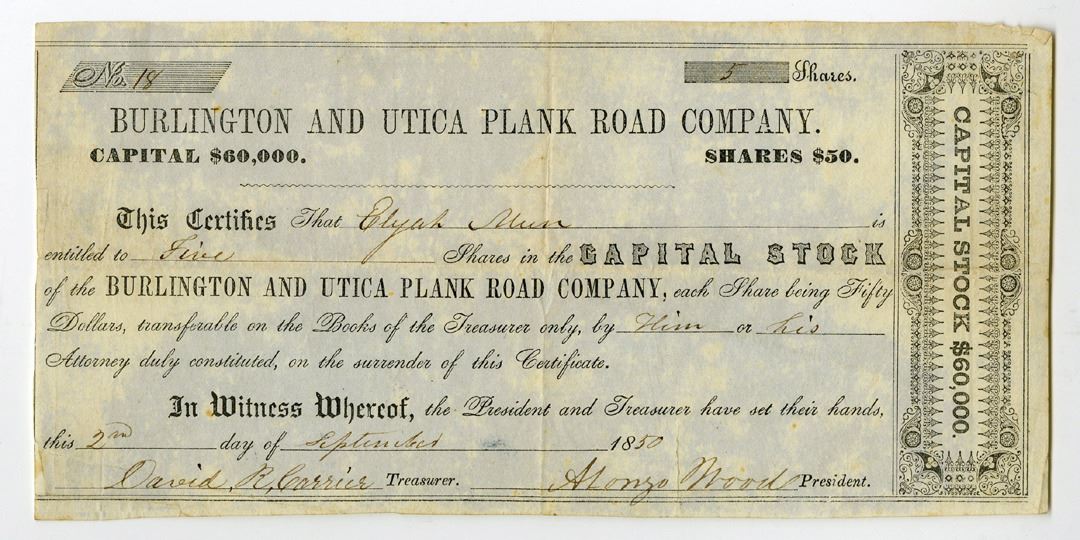 No. 18
5 Shares.
BURLINGTON AND UTICA PLANK ROAD COMPANY.
CAPITAL $60,000. SHARES $50.
This Certifies That Elijah Munn is
entitled to Five Shares in the CAPITAL STOCK
of the BURLINGTON AND UTICA PLANK ROAD COMPANY, each Share being Fifty
Dollars, transferable on the Books of the Treasurer only, by Him or his
Attorney duly constituted, on the surrender of this Certificate.
In Witness Whereof, the President and Treasurer have set their hands,
this 2nd day of September 1850
David R, Carrier Treasurer. Alonzo Wood President.
CAPITAL STOCK $60,000.